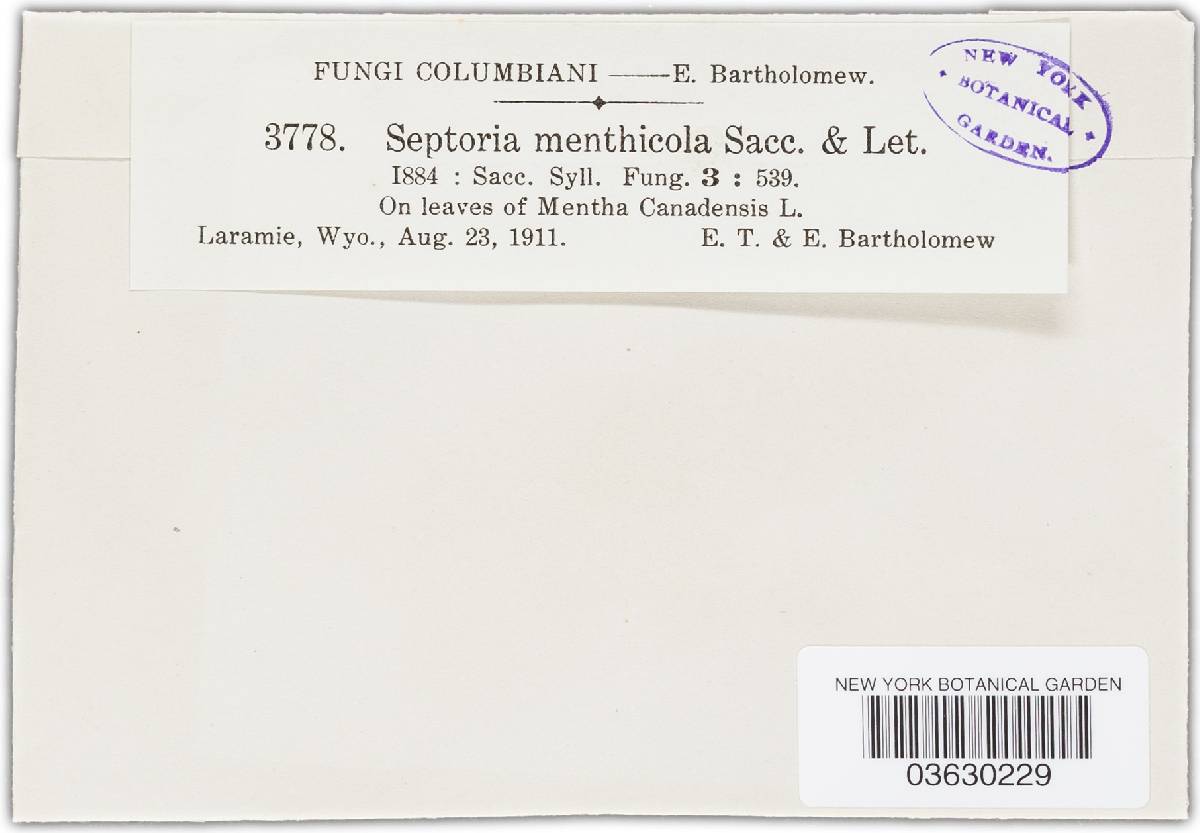 FUNGI COLUMBIANI ——E. Bartholomew.
3778. Septoria menthicola Sacc. & Let.
1884 : Sacc. Syll. Fung. 3 : 539.
On leaves of Mentha Canadensis L.
Laramie, Wyo., Aug. 23, 1911. E. T. & E. Bartholomew
NEW YORK
BOTANICAL
GARDEN.
NEW YORK BOTANICAL GARDEN
03630229